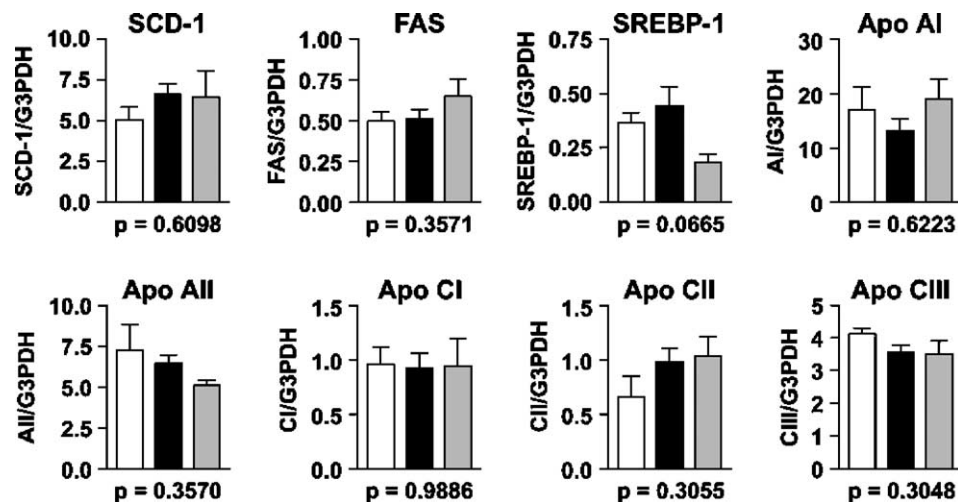 SCD-1
SCD-1/G3PDH
10.0
7.5
5.0
2.5
0.0
p = 0.6098
FAS
FAS/G3PDH
1.00
0.75
0.50
0.25
0.00
p = 0.3571
SREBP-1
SREBP-1/G3PDH
0.75
0.50
0.25
0.00
p = 0.0665
Apo AI
AI/G3PDH
30
20
10
0
p = 0.6223
Apo AII
AII/G3PDH
10.0
7.5
5.0
2.5
0.0
p = 0.3570
Apo CI
CI/G3PDH
1.5
1.0
0.5
0.0
p = 0.9886
Apo CII
CII/G3PDH
1.5
1.0
0.5
0.0
p = 0.3055
Apo CIII
CIII/G3PDH
5
4
3
2
1
0
p = 0.3048